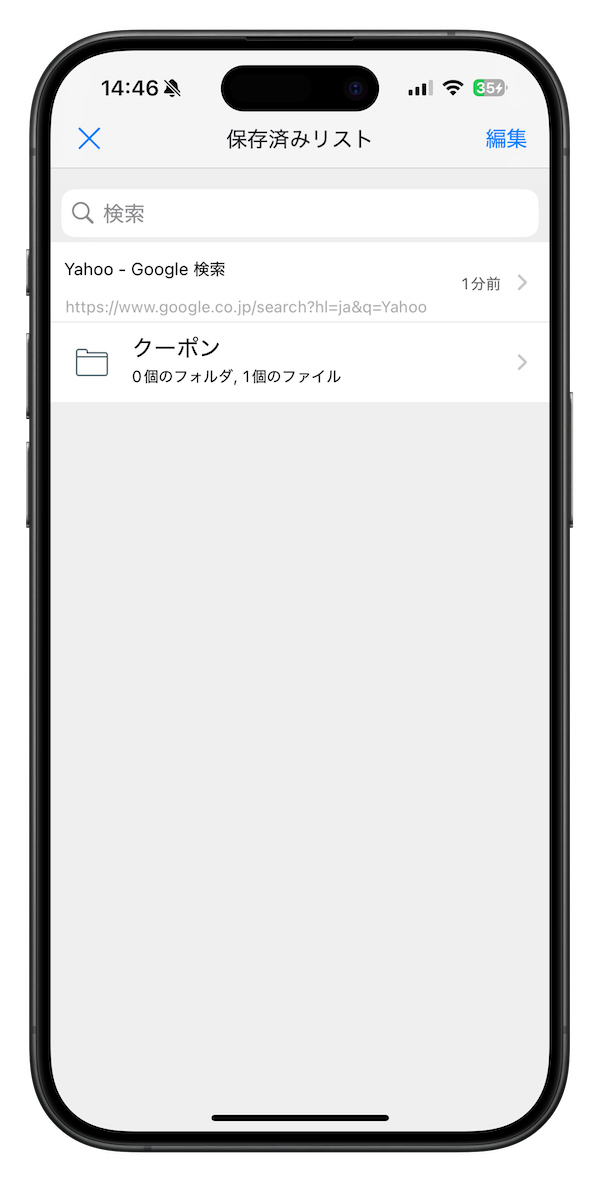 14:46
35
保存済みリスト
編集
検索
Yahoo - Google 検索
1分前
https://www.google.co.jp/search?hl=ja&q=Yahoo
クーポン
0個のフォルダ, 1個のファイル